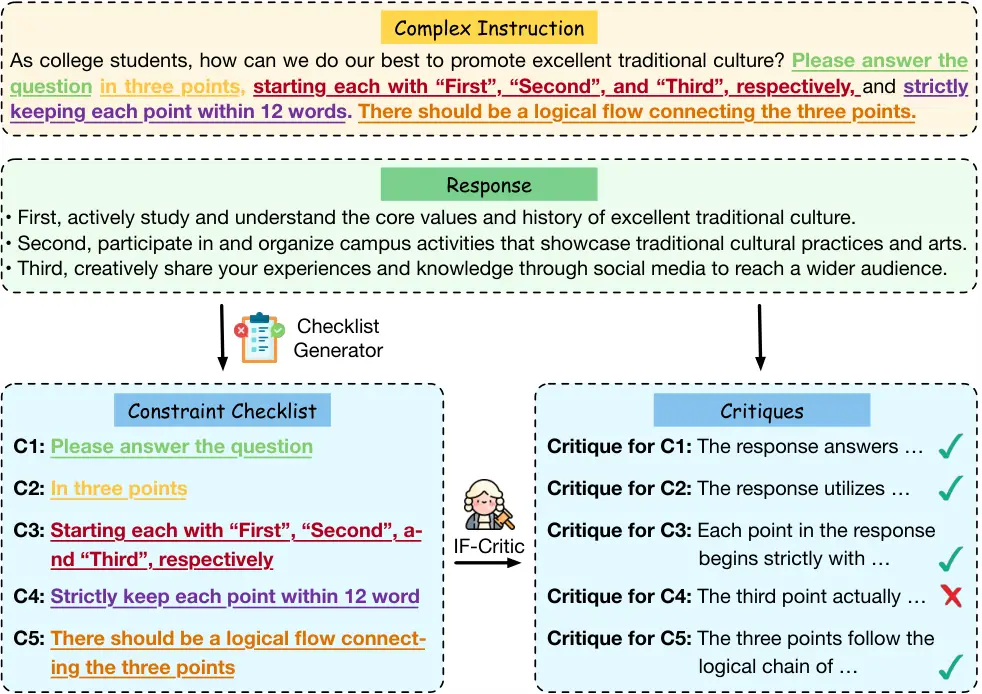 Complex Instruction
As college students, how can we do our best to promote excellent traditional culture? Please answer the
question in three points, starting each with “First”, “Second”, and “Third”, respectively, and strictly
keeping each point within 12 words. There should be a logical flow connecting the three points.
Response
• First, actively study and understand the core values and history of excellent traditional culture.
• Second, participate in and organize campus activities that showcase traditional cultural practices and arts.
• Third, creatively share your experiences and knowledge through social media to reach a wider audience.
Checklist
Generator
Constraint Checklist
C1: Please answer the question
C2: In three points
C3: Starting each with “First”, “Second”, a-
nd “Third”, respectively
C4: Strictly keep each point within 12 word
C5: There should be a logical flow connect-
ing the three points
IF-Critic
Critiques
Critique for C1: The response answers ...
Critique for C2: The response utilizes ...
Critique for C3: Each point in the response
begins strictly with ...
Critique for C4: The third point actually ...
Critique for C5: The three points follow the
logical chain of ...